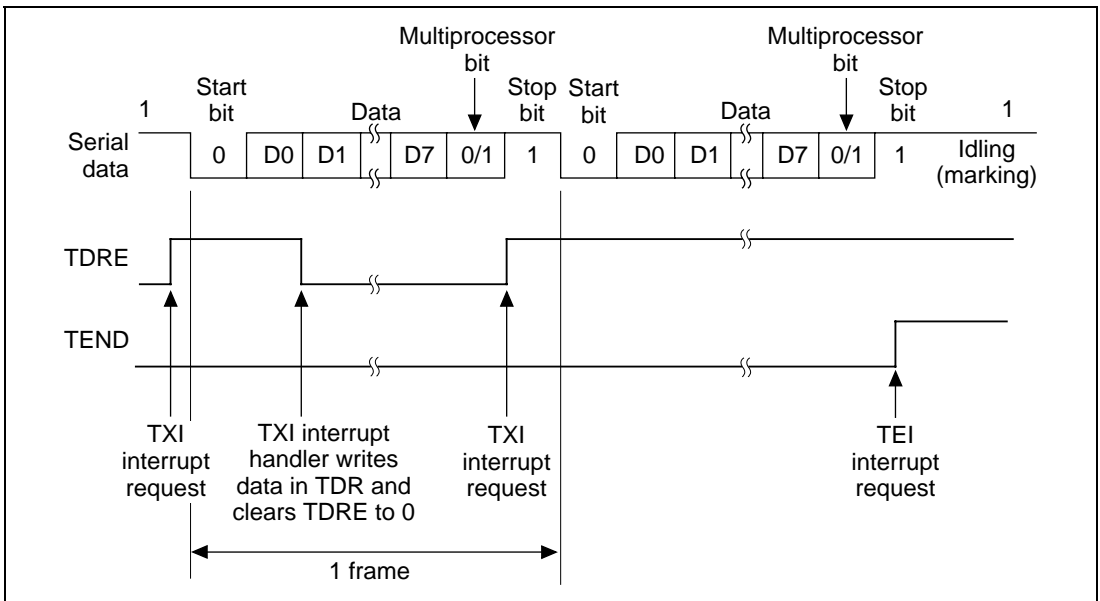 Multiprocessor
bit
Multiprocessor
bit
Start
bit
Stop
bit
Start
bit
Stop
bit
1
Data
Data
1
Serial
data
0 D0 D1 D7 0/1 1 0 D0 D1 D7 0/1 1
Idling
(marking)
TDRE
TEND
TXI
interrupt
request
TXI interrupt
handler writes
data in TDR and
clears TDRE to 0
TXI
interrupt
request
TEI
interrupt
request
1 frame